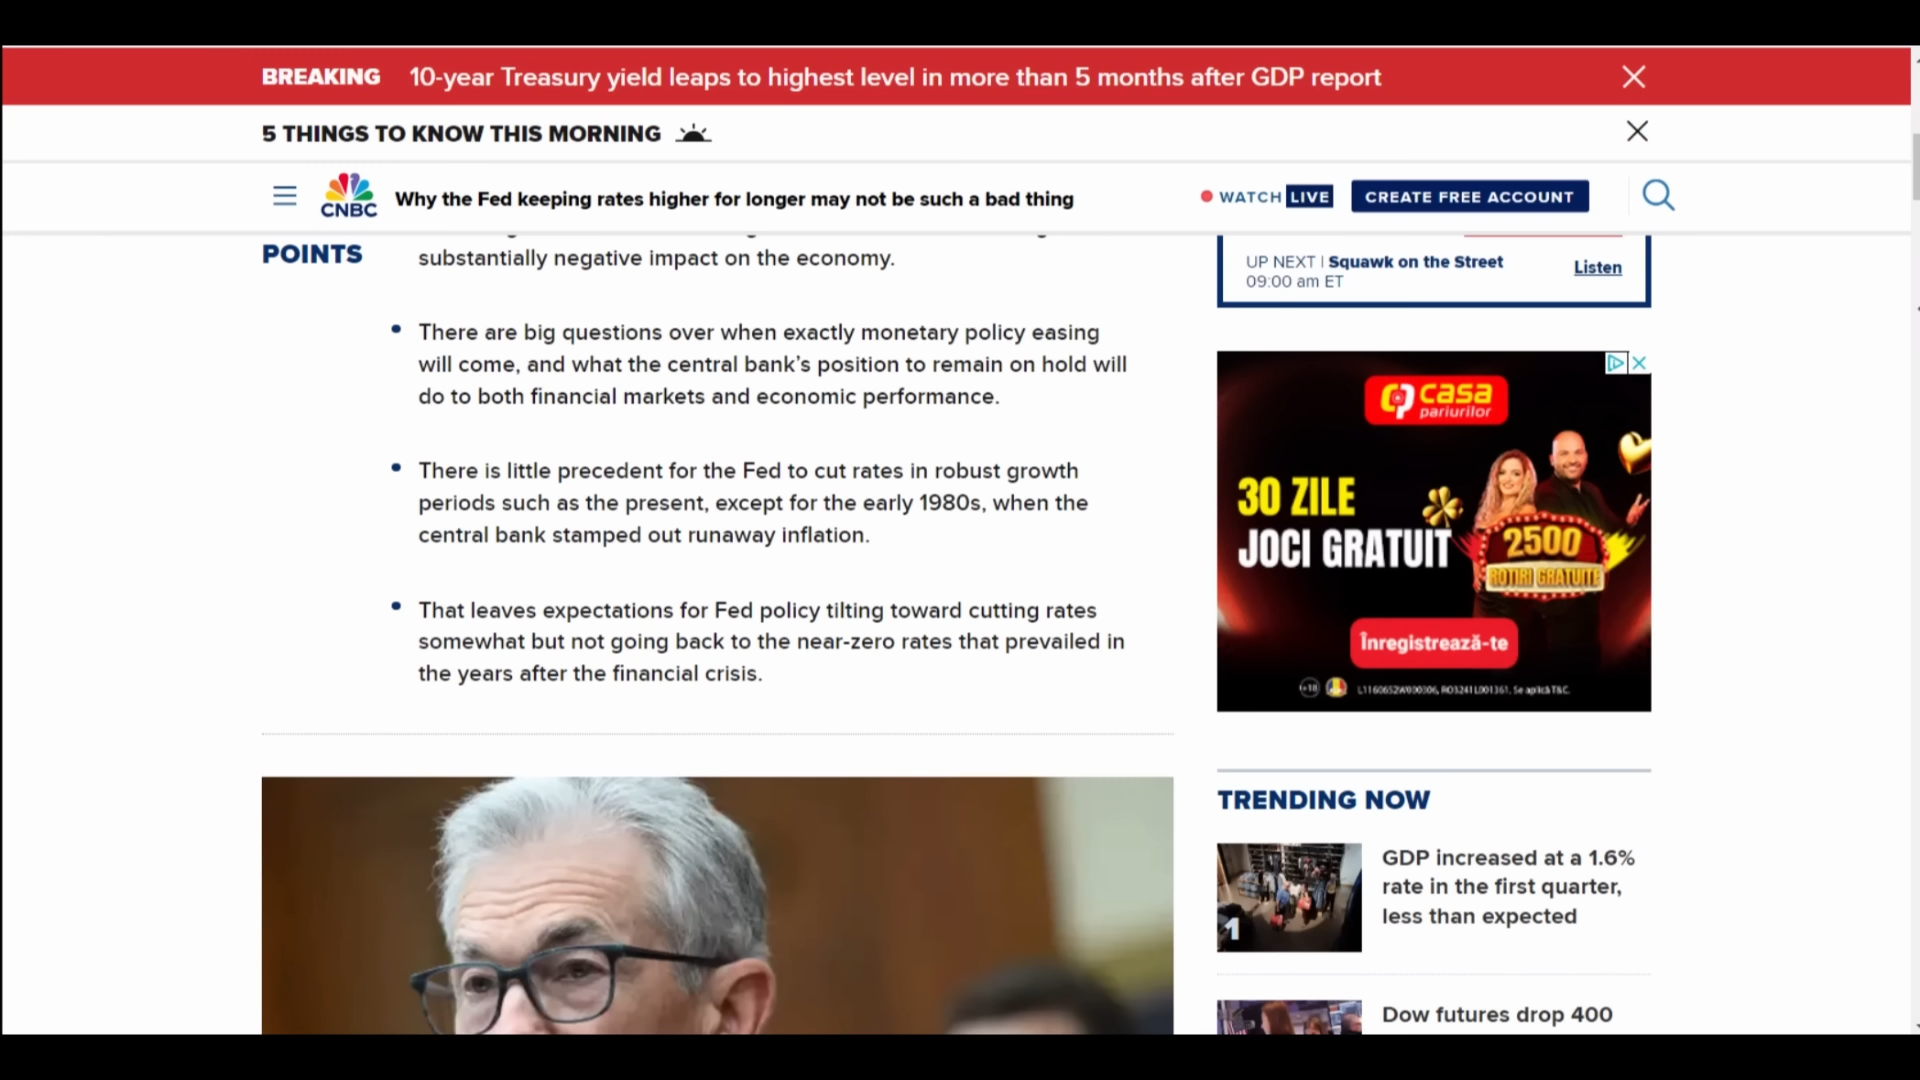 BREAKING 10-year Treasury yield leaps to highest level in more than 5 months after GDP report
5 THINGS TO KNOW THIS MORNING
CNBC
Why the Fed keeping rates higher for longer may not be such a bad thing
WATCH LIVE
CREATE FREE ACCOUNT
POINTS
substantially negative impact on the economy.
There are big questions over when exactly monetary policy easing
will come, and what the central bank’s position to remain on hold will
do to both financial markets and economic performance.
There is little precedent for the Fed to cut rates in robust growth
periods such as the present, except for the early 1980s, when the
central bank stamped out runaway inflation.
That leaves expectations for Fed policy tilting toward cutting rates
somewhat but not going back to the near-zero rates that prevailed in
the years after the financial crisis.
UP NEXT | Squawk on the Street
09:00 am ET
Listen
casa
pariurilor
30 ZILE
JOCI GRATUIT
2500
ROTIRI GRATUITE
Înregistrează-te
+18
Se aplică T&C.
TRENDING NOW
1
GDP increased at a 1.6%
rate in the first quarter,
less than expected
Dow futures drop 400